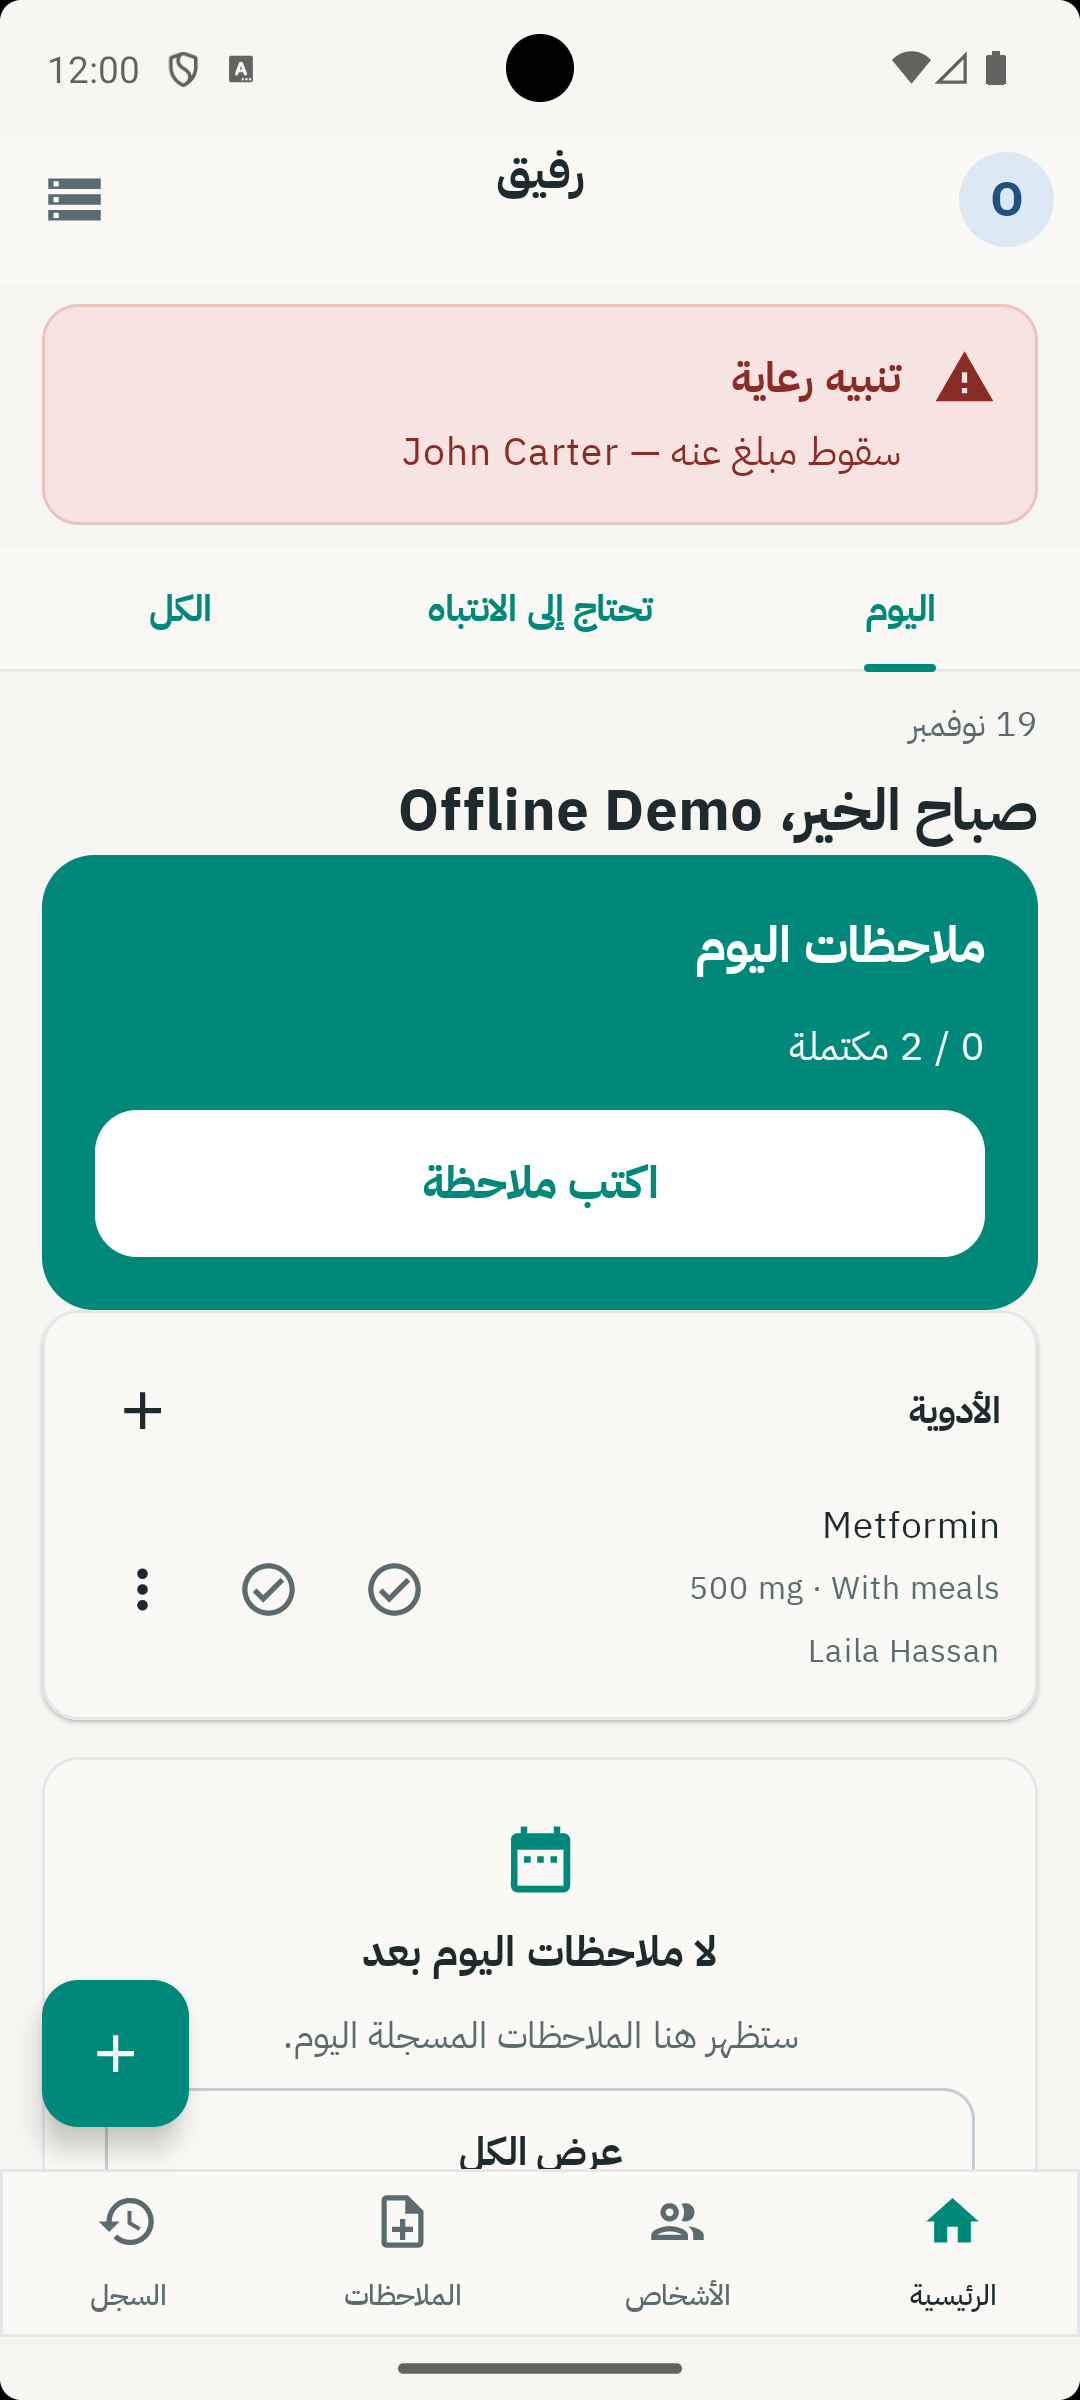 12:00
رفيق
O
تنبيه رعاية
سقوط مبلغ عنه — John Carter
اليوم
تحتاج إلى الانتباه
الكل
19 نوفمبر
صباح الخير، Offline Demo
ملاحظات اليوم
0 / 2 مكتملة
اكتب ملاحظة
الأدوية
Metformin
500 mg · With meals
Laila Hassan
لا ملاحظات اليوم بعد
ستظهر هنا الملاحظات المسجلة اليوم.
عرض الكل
الرئيسية
الأشخاص
الملاحظات
السجل